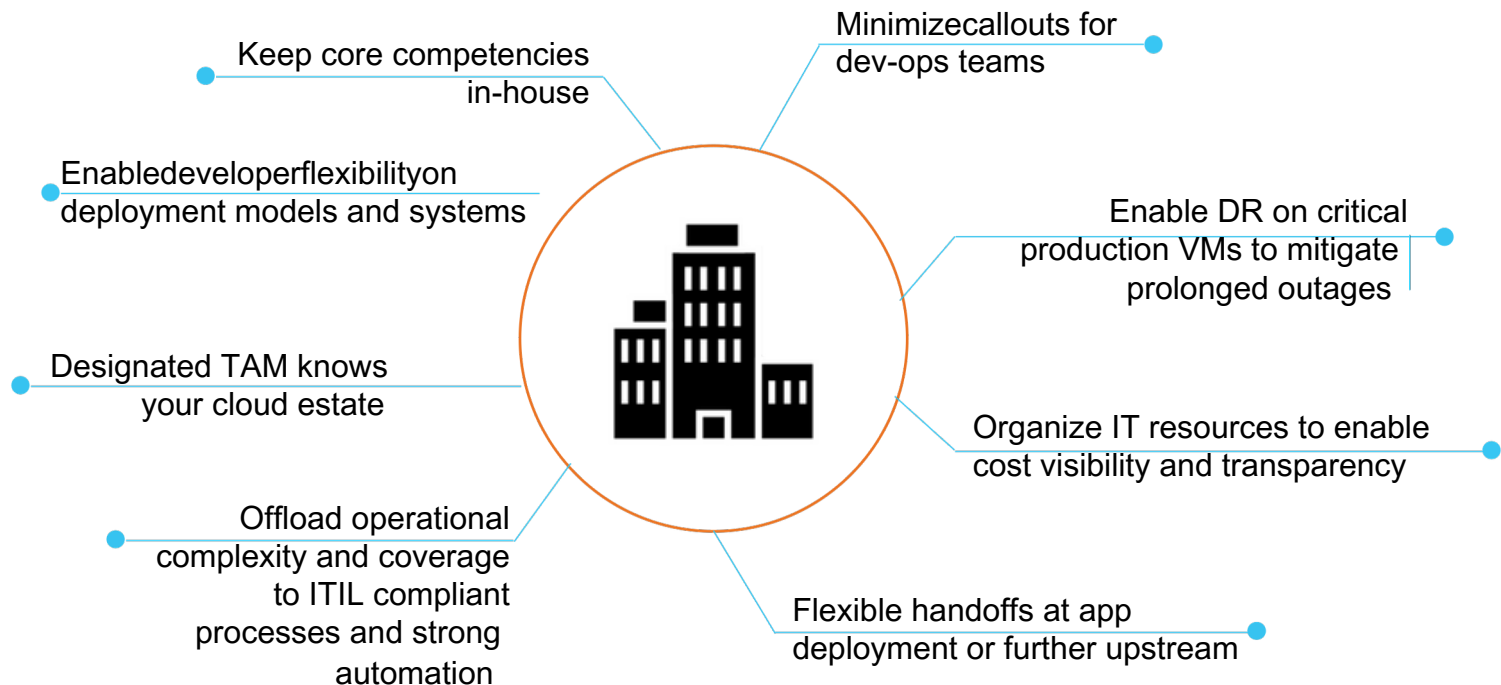 Keep core competencies
in-house
Enabledeveloperflexibilityon
deployment models and systems
Designated TAM knows
your cloud estate
Offload operational
complexity and coverage
to ITIL compliant
processes and strong
automation
Minimizecallouts for
dev-ops teams
Enable DR on critical
production VMs to mitigate
prolonged outages
Organize IT resources to enable
cost visibility and transparency
Flexible handoffs at app
deployment or further upstream